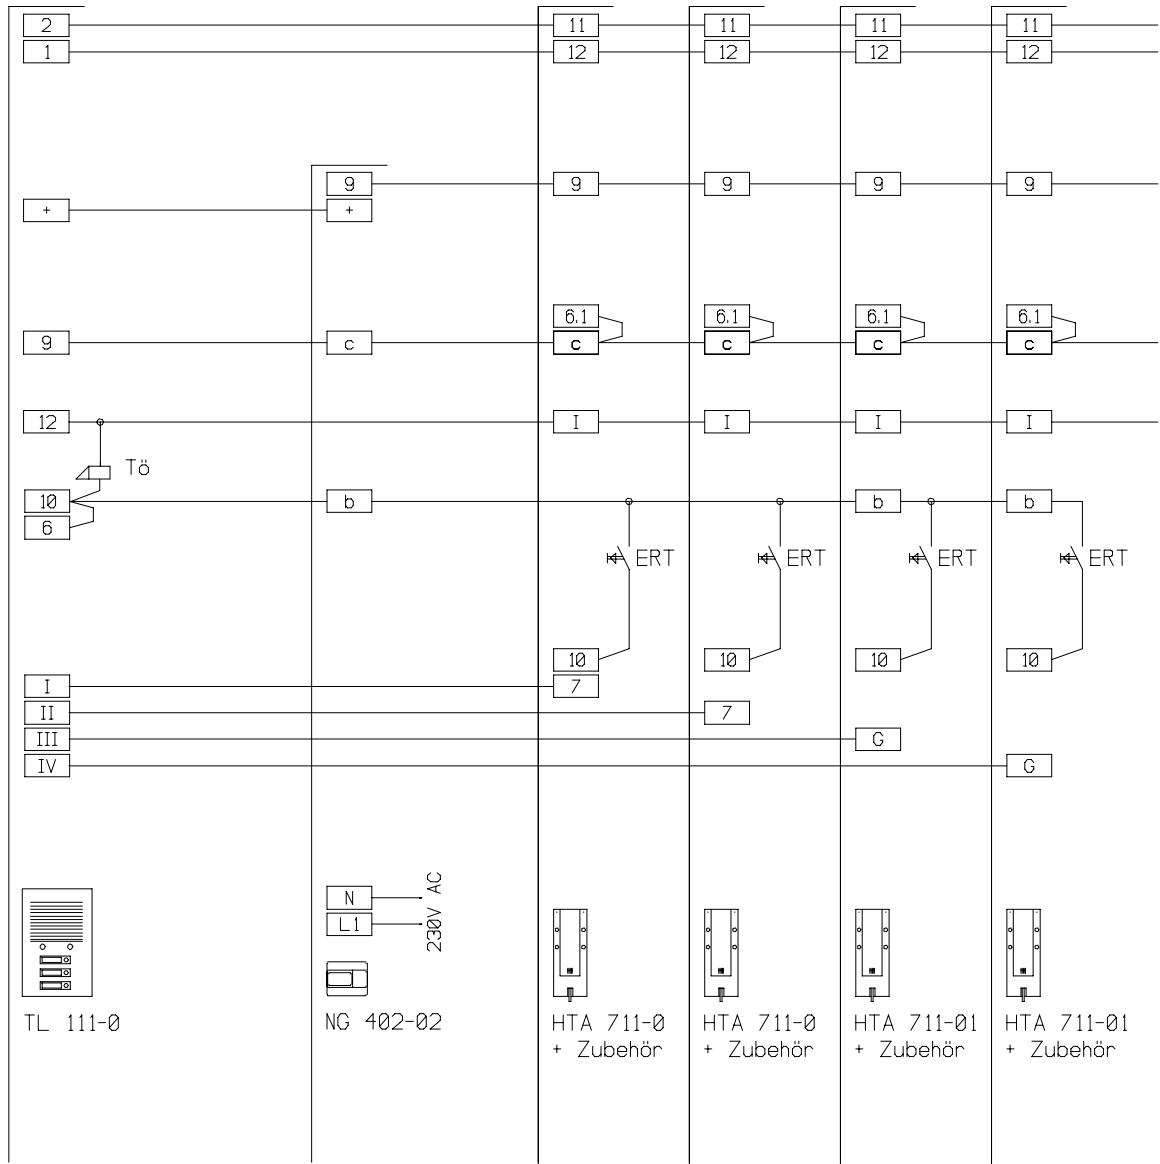 2 11 11 11 11
1 12 12 12 12
9 9 9 9 9
+ +
6.1 6.1 6.1 6.1
9 c c c c c
12 I I I I
Tö
10 b b b
6
ERT ERT ERT ERT
10 10 10 10
I 7
II 7
III G
IV G
N
L1
230V AC
TL 111-0 NG 402-02 HTA 711-0 HTA 711-0 HTA 711-01 HTA 711-01
+ Zubehör + Zubehör + Zubehör + Zubehör